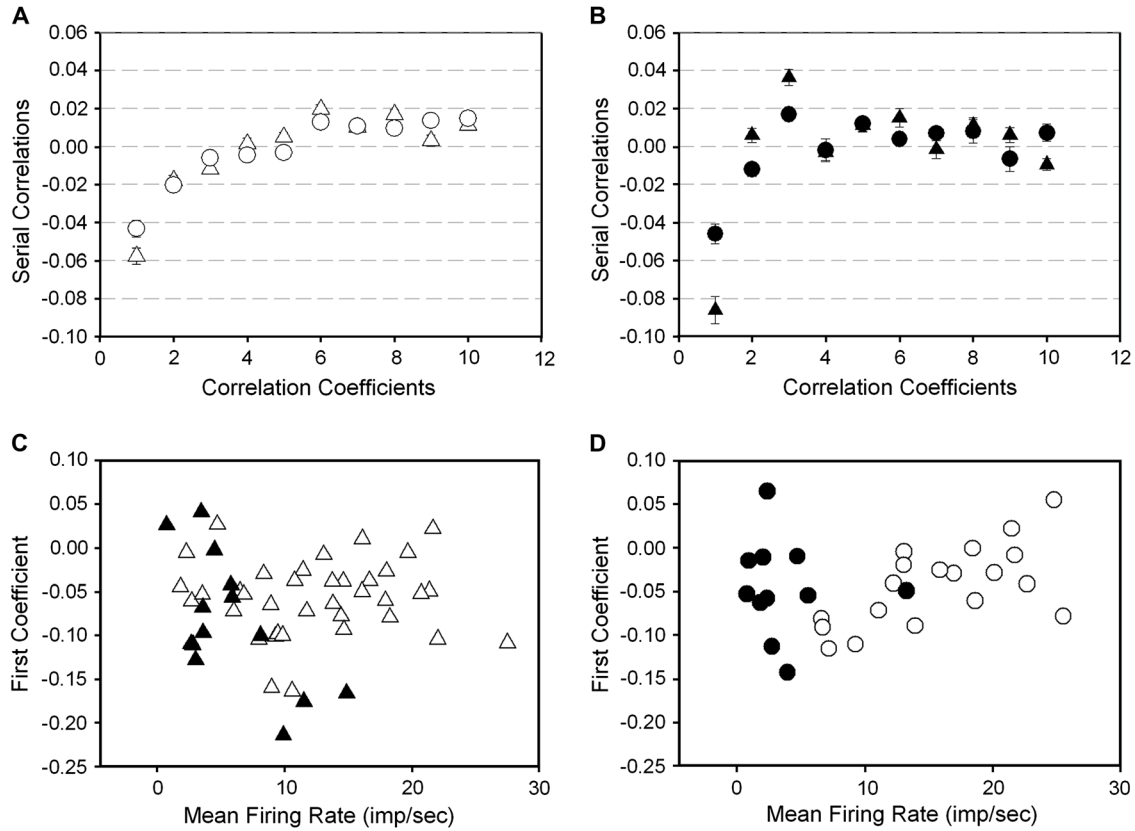 A
Serial Correlations
0.06
0.04
0.02
0.00
-0.02
-0.04
-0.06
-0.08
-0.10
0 2 4 6 8 10 12
Correlation Coefficients
B
Serial Correlations
0.06
0.04
0.02
0.00
-0.02
-0.04
-0.06
-0.08
-0.10
0 2 4 6 8 10 12
Correlation Coefficients
C
First Coefficient
0.10
0.05
0.00
-0.05
-0.10
-0.15
-0.20
-0.25
0 10 20 30
Mean Firing Rate (imp/sec)
D
First Coefficient
0.10
0.05
0.00
-0.05
-0.10
-0.15
-0.20
-0.25
0 10 20 30
Mean Firing Rate (imp/sec)